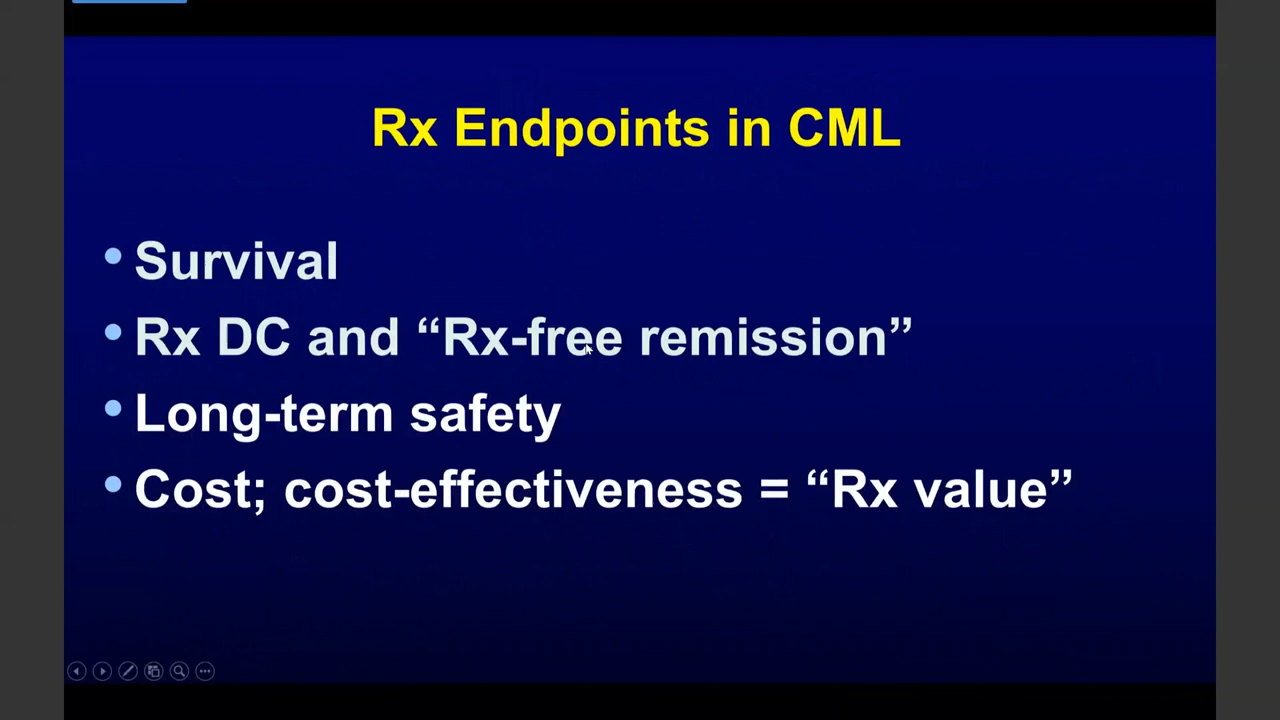 Rx Endpoints in CML
• Survival
• Rx DC and “Rx-free remission”
• Long-term safety
• Cost; cost-effectiveness = “Rx value”